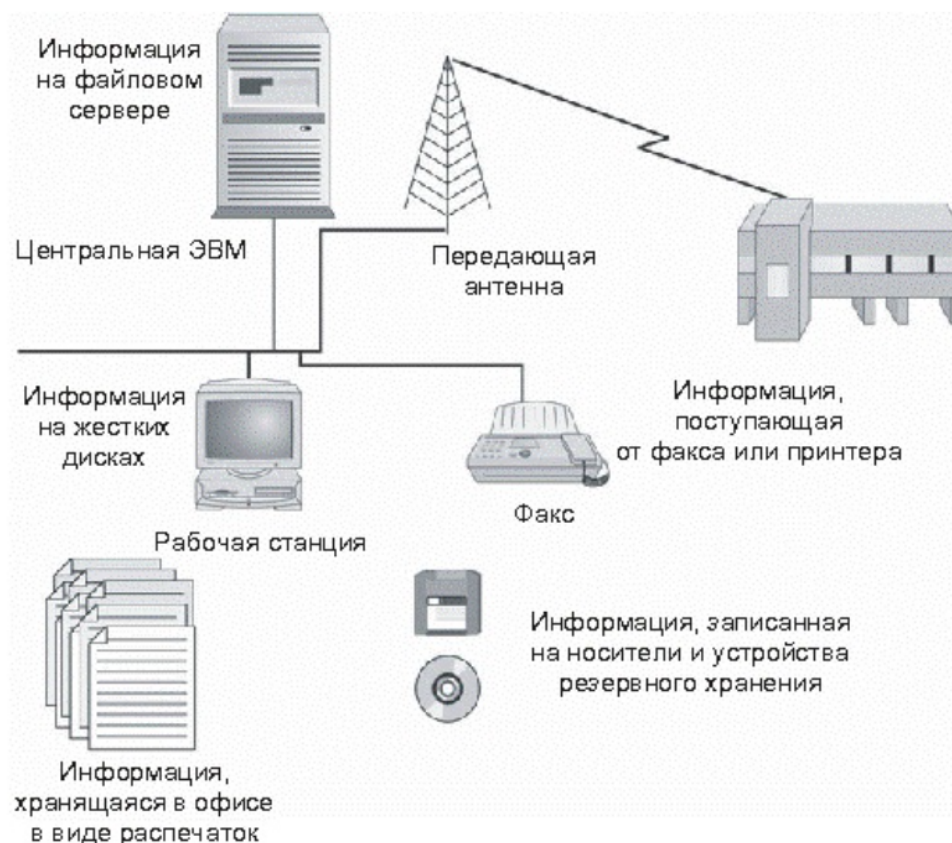 Информация
на файловом
сервере
Центральная ЭВМ
Передающая
антенна
Информация
на жестких
дисках
Информация,
поступающая
от факса или принтера
Факс
Рабочая станция
Информация, записанная
на носители и устройства
резервного хранения
Информация,
хранящаяся в офисе
в виде распечаток